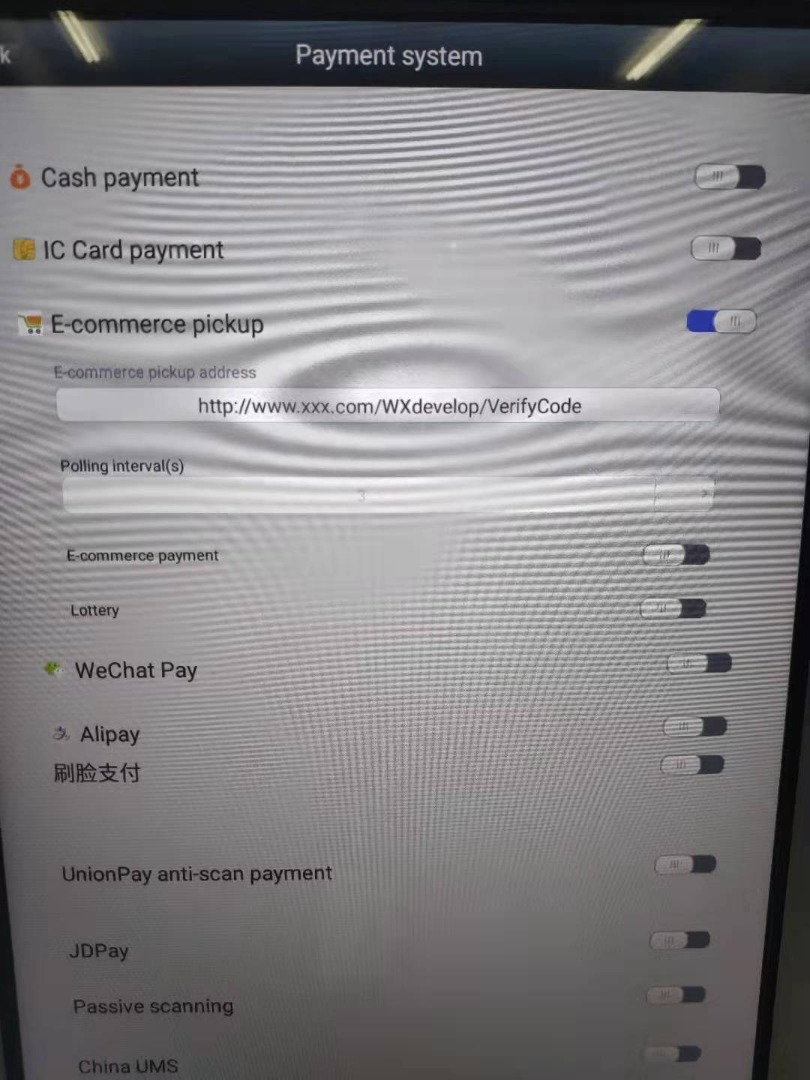 k
Payment system
Cash payment
IC Card payment
E-commerce pickup
E-commerce pickup address
http://www.xxx.com/WXdevelop/VerifyCode
Polling interval(s)
3
E-commerce payment
Lottery
WeChat Pay
Alipay
刷脸支付
UnionPay anti-scan payment
JDPay
Passive scanning
China UMS